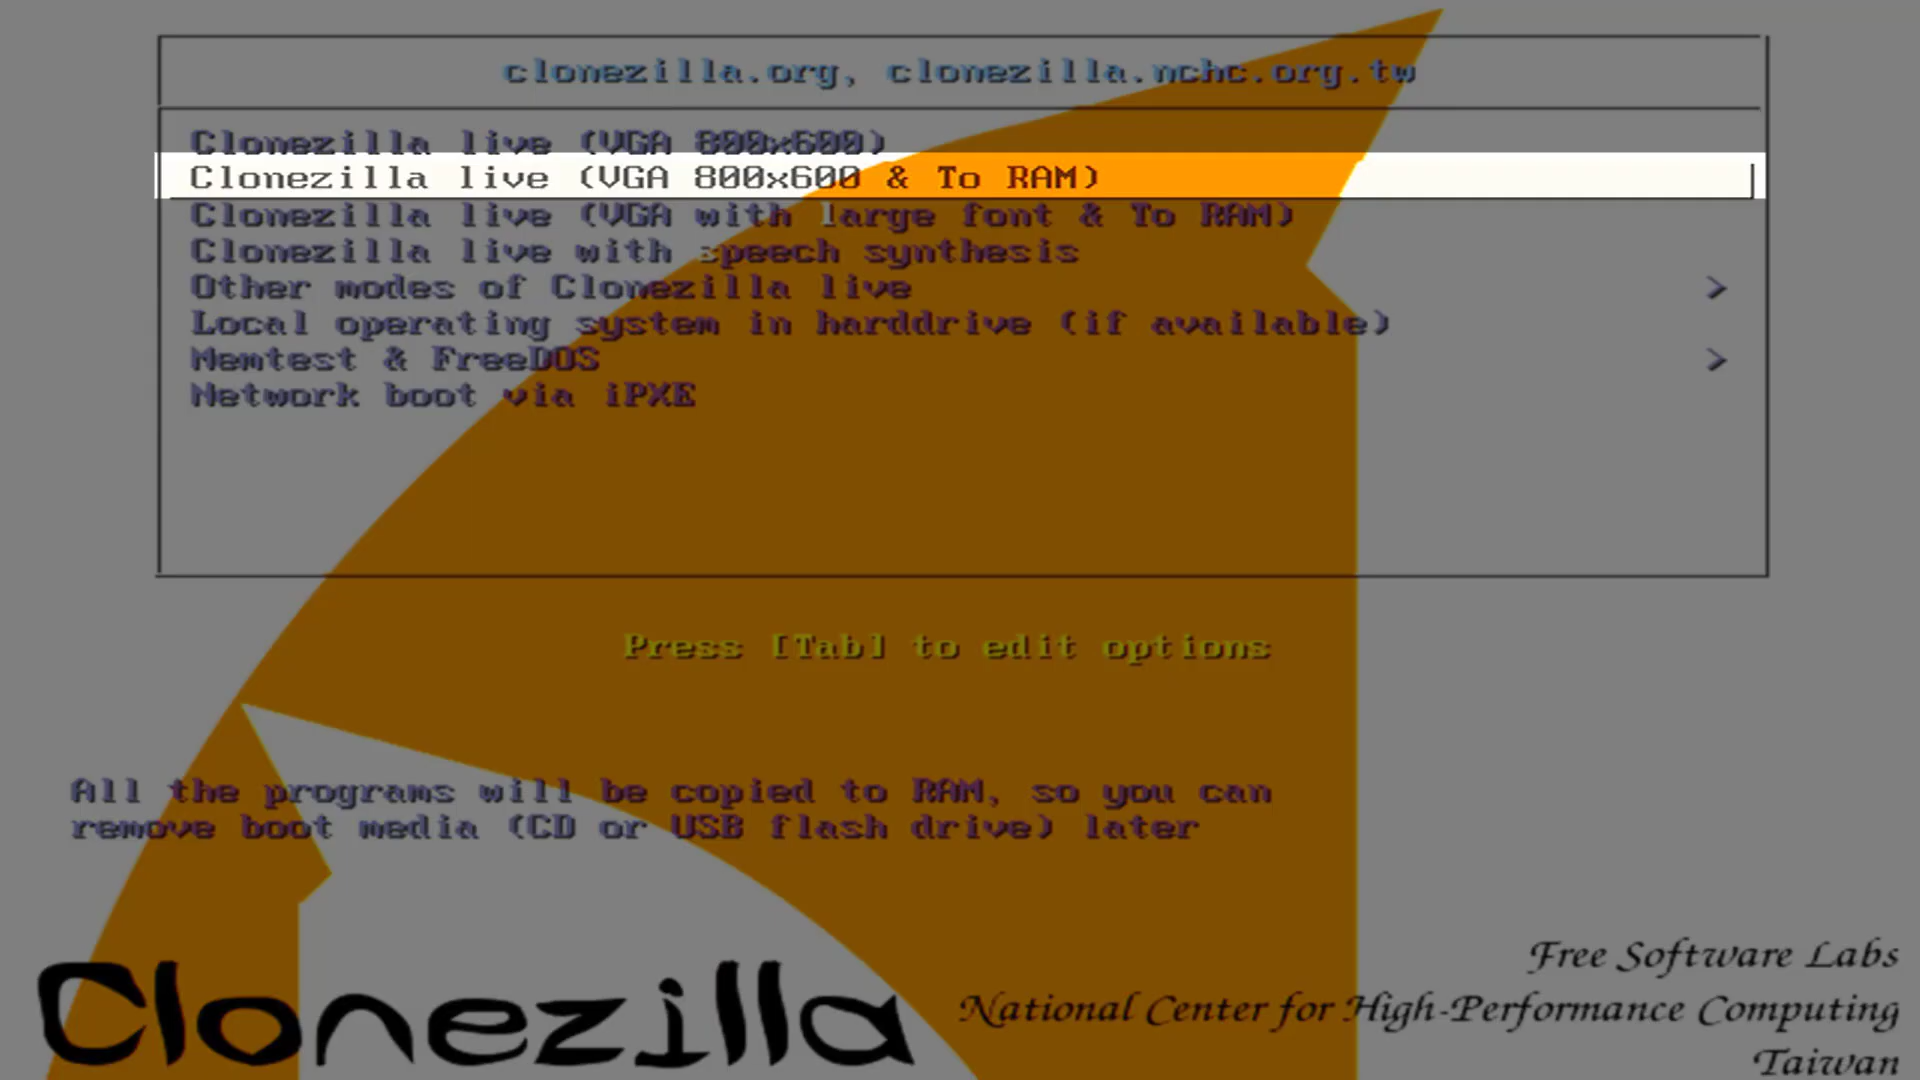 clonezilla.org, clonezilla.nchc.org.tw
Clonezilla live (VGA 800x600)
Clonezilla live (VGA 800x600 & To RAM)
Clonezilla live (VGA with large font & To RAM)
Clonezilla live with speech synthesis
Other modes of Clonezilla live >
Local operating system in harddrive (if available)
Memtest & FreeDOS >
Network boot via iPXE
Press [Tab] to edit options
All the programs will be copied to RAM, so you can
remove boot media (CD or USB flash drive) later
Clonezilla
Free Software Labs
National Center for High-Performance Computing
Taiwan